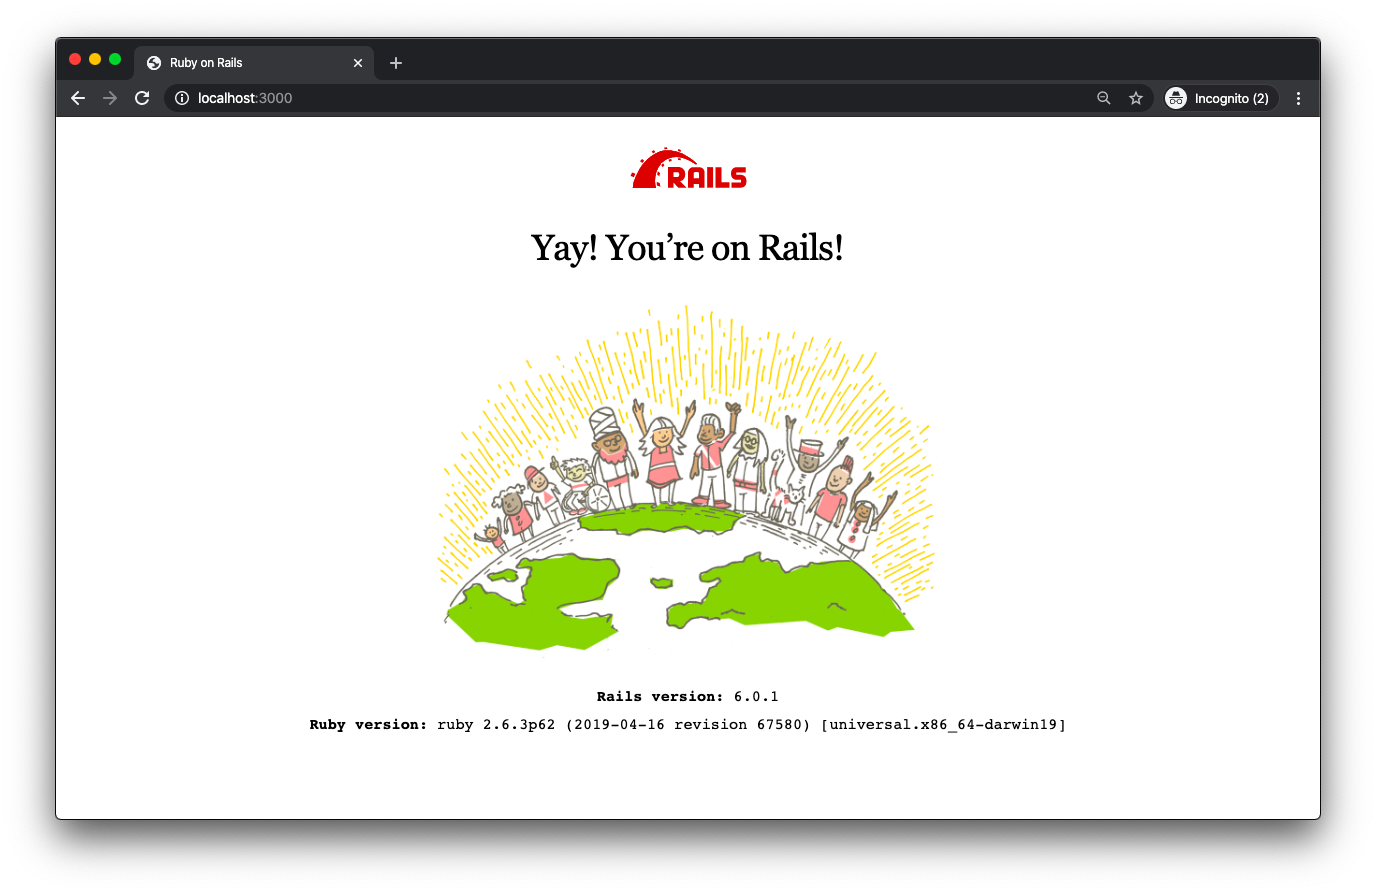 Ruby on Rails
localhost:3000
Incognito (2)
RAILS
Yay! You’re on Rails!
Rails version: 6.0.1
Ruby version: ruby 2.6.3p62 (2019-04-16 revision 67580) [universal.x86_64-darwin19]